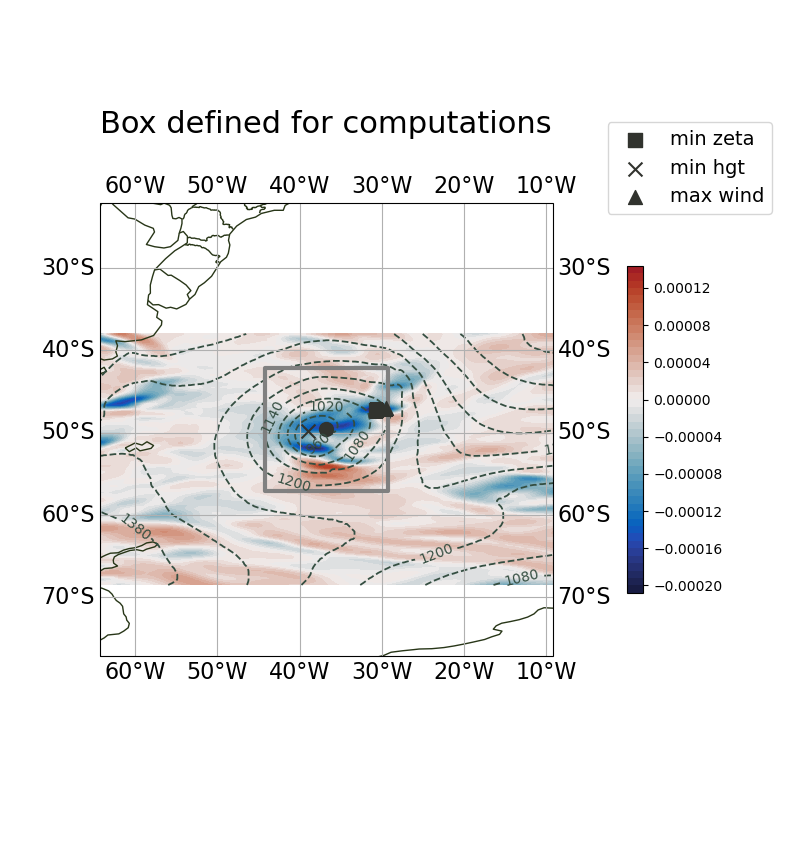 Box defined for computations
min zeta
min hgt
max wind
60°W 50°W 40°W 30°W 20°W 10°W
30°S 30°S
40°S 40°S
50°S 50°S
60°S 60°S
70°S 70°S
60°W 50°W 40°W 30°W 20°W 10°W
1020
1140
1080
1200
1380
1200
1080
0.00012
0.00008
0.00004
0.00000
−0.00004
−0.00008
−0.00012
−0.00016
−0.00020